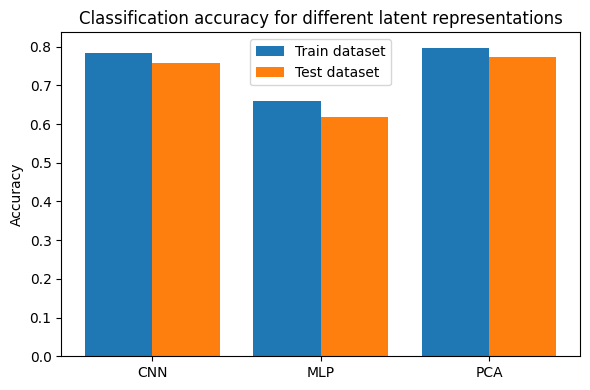 Classification accuracy for different latent representations
Train dataset
Test dataset
Accuracy
0.8
0.7
0.6
0.5
0.4
0.3
0.2
0.1
0.0
CNN MLP PCA